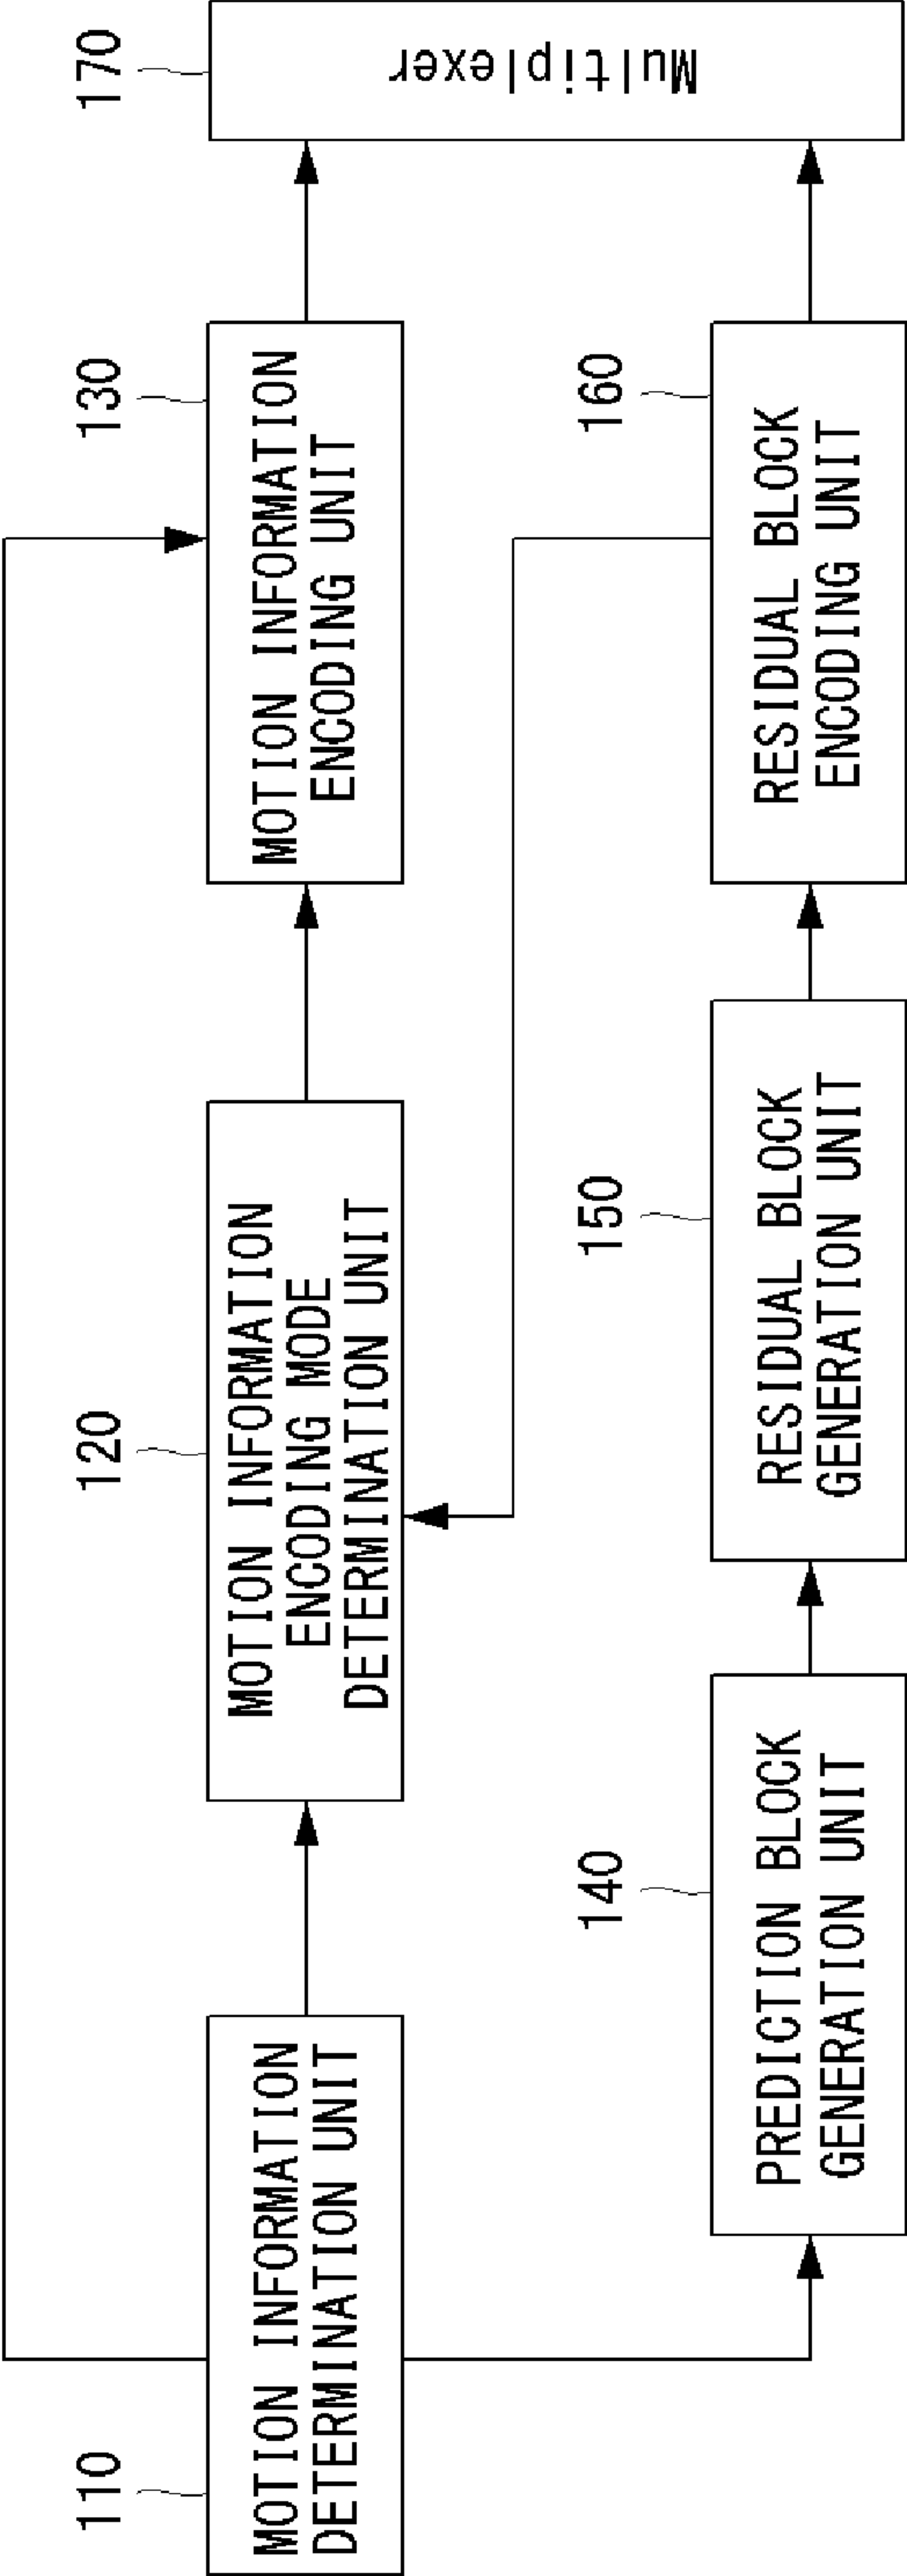 110
MOTION INFORMATION
DETERMINATION UNIT
120
MOTION INFORMATION
ENCODING MODE
DETERMINATION UNIT
130
MOTION INFORMATION
ENCODING UNIT
170
Multiplexer
140
PREDICTION BLOCK
GENERATION UNIT
150
RESIDUAL BLOCK
GENERATION UNIT
160
RESIDUAL BLOCK
ENCODING UNIT